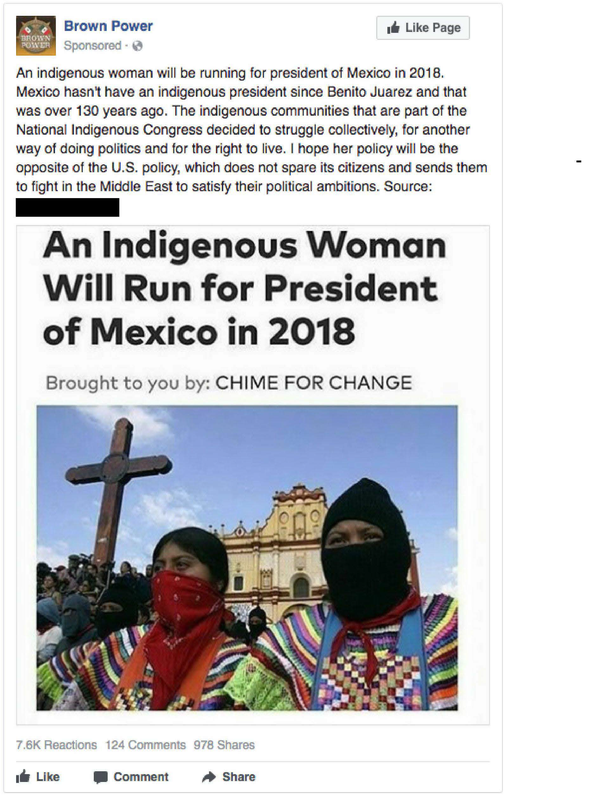 Brown Power
Sponsored ·
Like Page
BROWN
POWER
An indigenous woman will be running for president of Mexico in 2018.
Mexico hasn't have an indigenous president since Benito Juarez and that
was over 130 years ago. The indigenous communities that are part of the
National Indigenous Congress decided to struggle collectively, for another
way of doing politics and for the right to live. I hope her policy will be the
opposite of the U.S. policy, which does not spare its citizens and sends them
to fight in the Middle East to satisfy their political ambitions. Source:
An Indigenous Woman
Will Run for President
of Mexico in 2018
Brought to you by: CHIME FOR CHANGE
7.6K Reactions 124 Comments 978 Shares
Like Comment Share
-